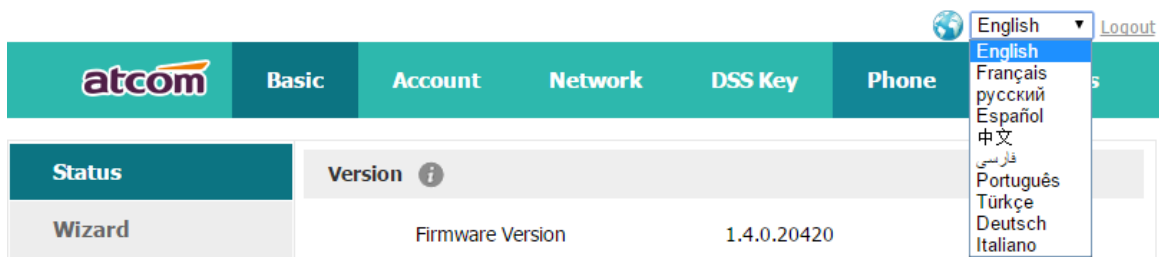 English Logout
English
Français
русский
Español
中文
فارسی
Português
Türkçe
Deutsch
Italiano
atcom Basic Account Network DSS Key Phone s
Status
Version i
Wizard
Firmware Version 1.4.0.20420